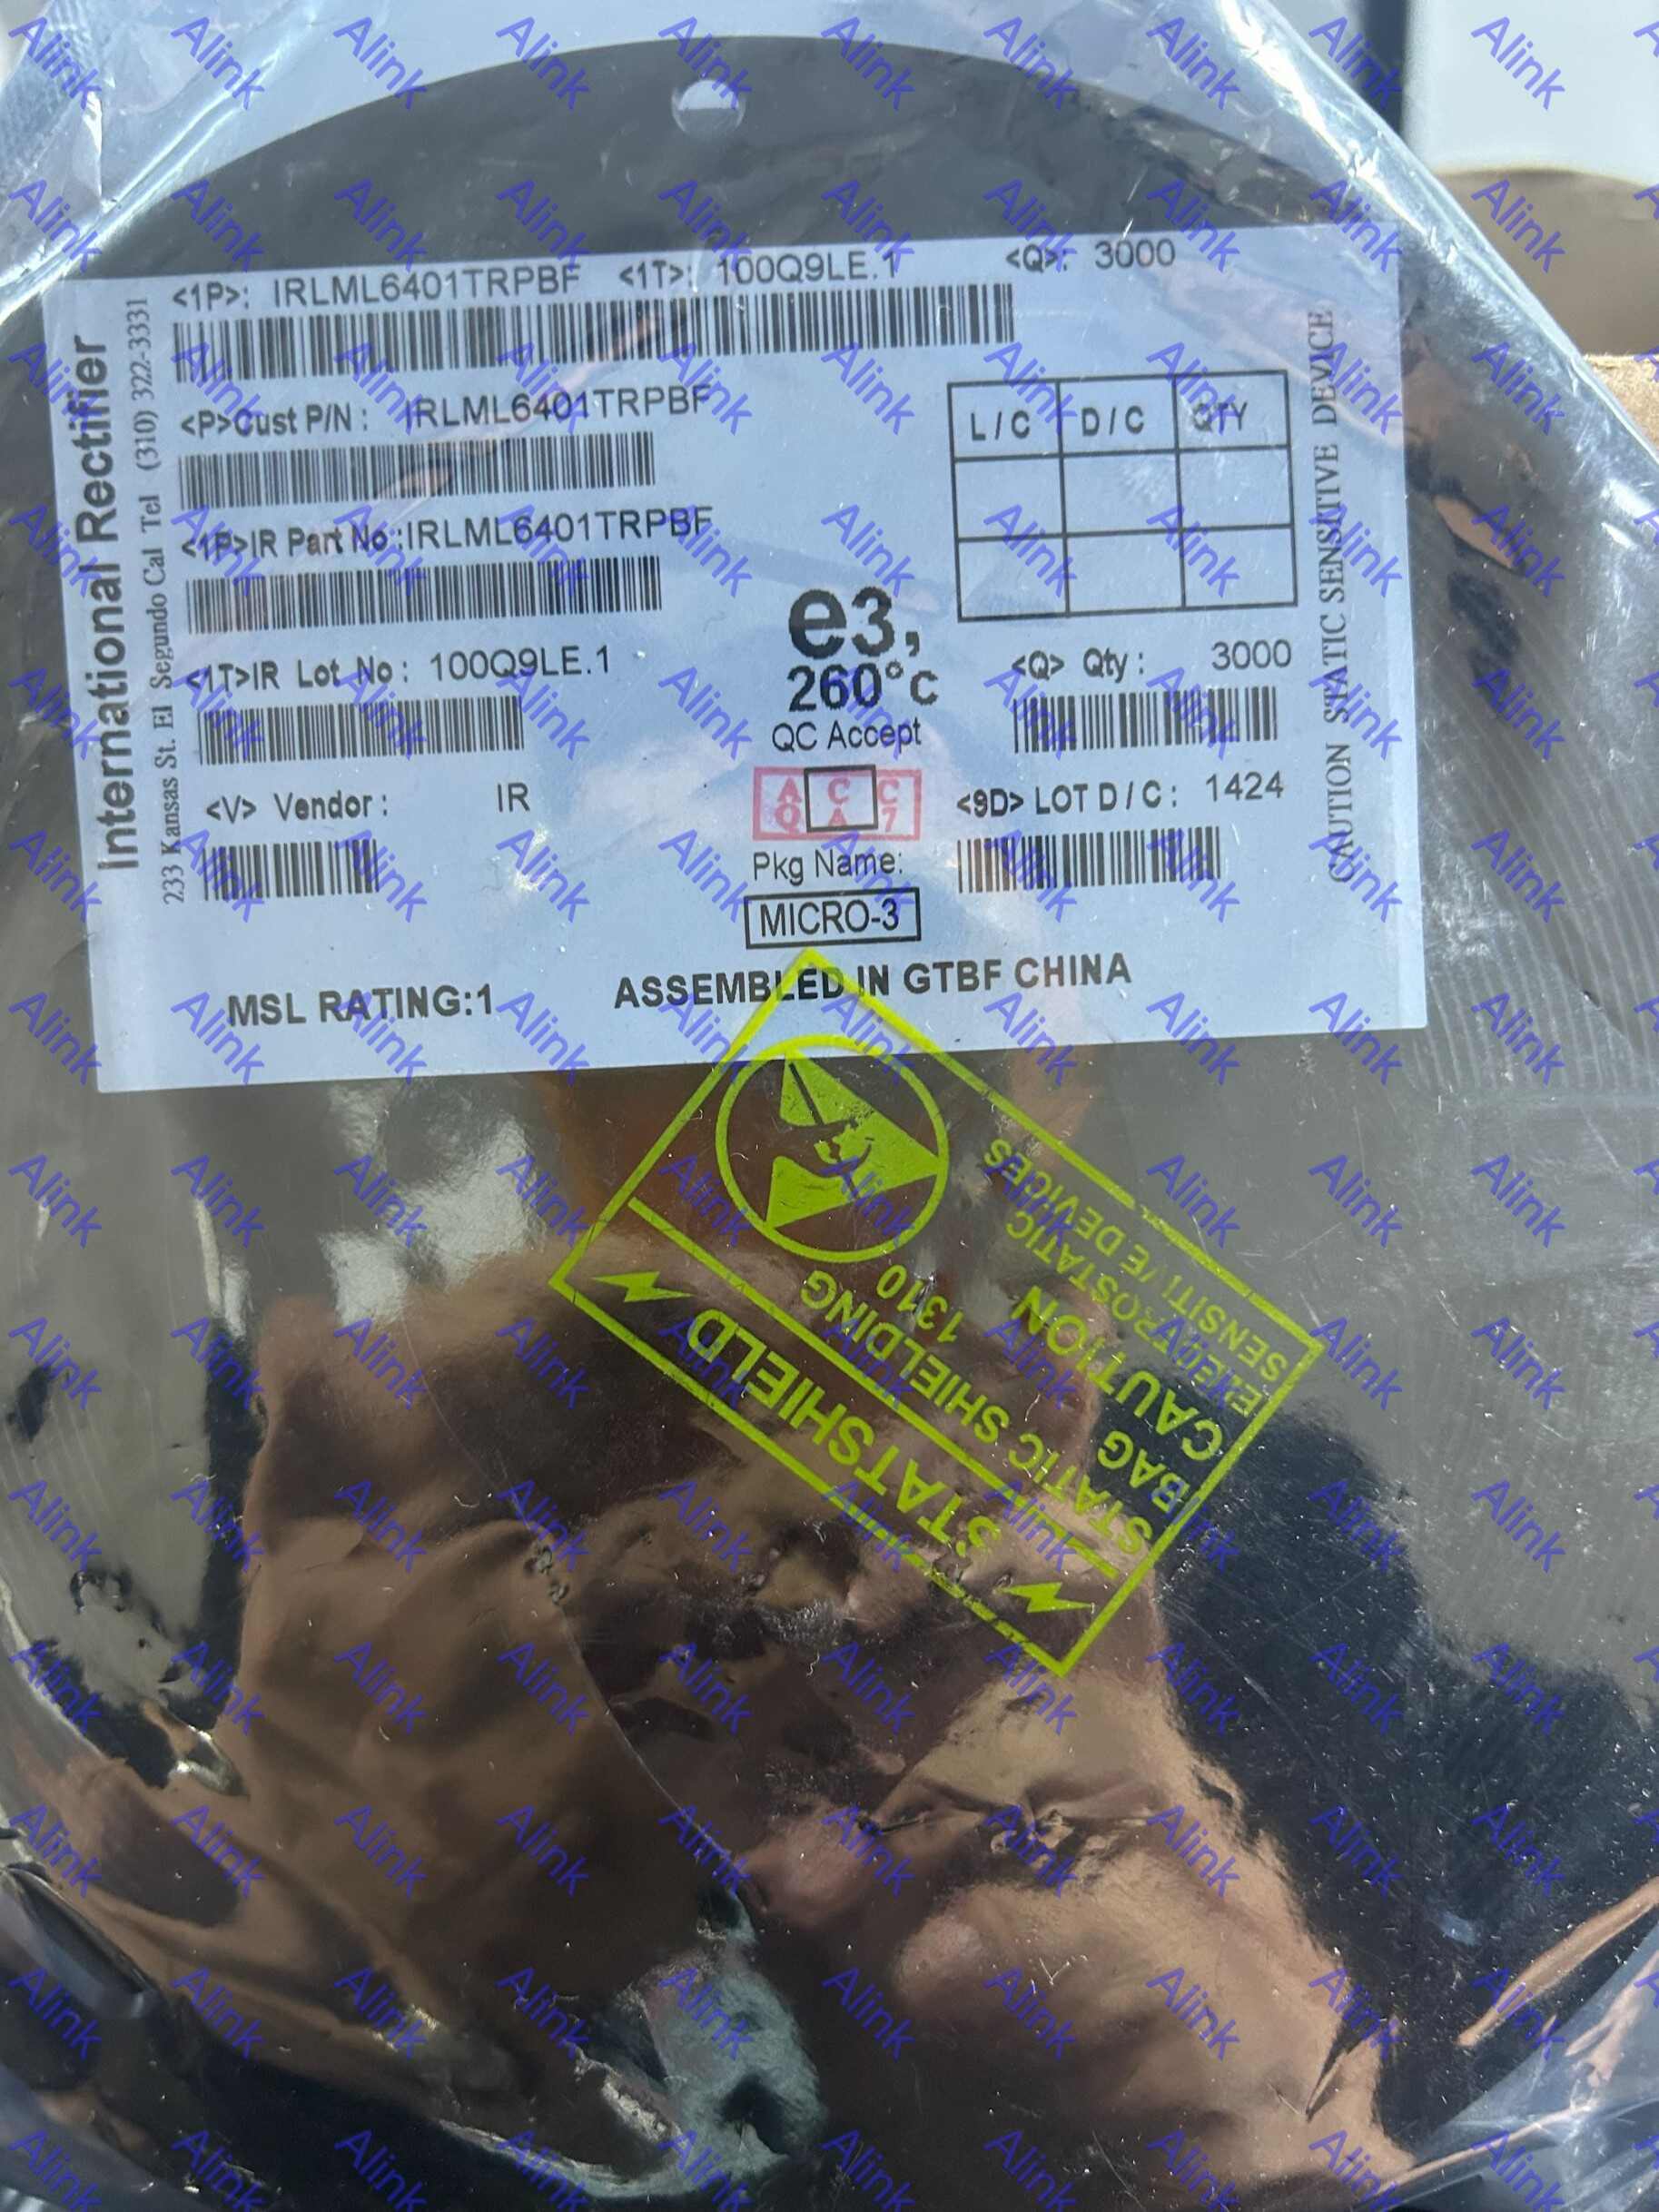 <1P>: IRLML6401TRPBF <1T>: 100Q9LE.1 <Q>: 3000
International Rectifier
233 Kansas St. El Segundo Cal Tel (310) 322-3331
<P>Cust P/N : IRLML6401TRPBF
L/C D/C QTY
<1P>IR Part No.:IRLML6401TRPBF
e3,
260°c
QC Accept
<1T>IR Lot No : 100Q9LE.1
<Q> Qty : 3000
A C C
Q A 7
<V> Vendor : IR
<9D> LOT D/C : 1424
Pkg Name:
MICRO-3
MSL RATING:1
ASSEMBLED IN GTBF CHINA
CAUTION STATIC SENSITIVE DEVICE
STATSHIELD
STATIC SHIELDING
BAG 1310
CAUTION
ELECTROSTATIC
SENSITIVE DEVICES
Alink